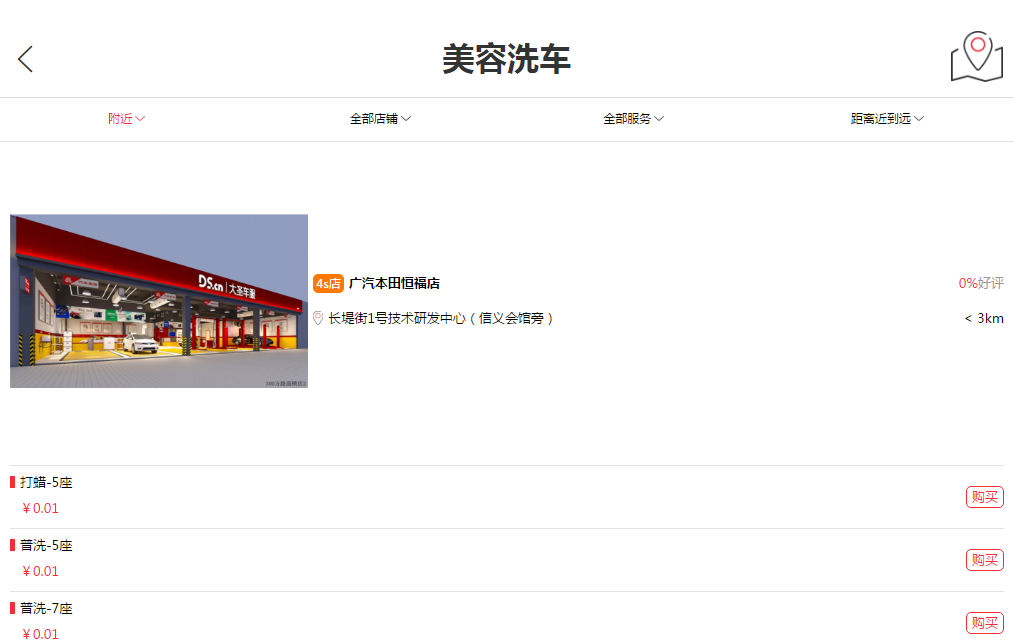 美容洗车
附近
全部店铺
全部服务
距离近到远
DS.cn|大圣车服
4s店 广汽本田恒福店
0%好评
长堤街1号技术研发中心（信义会馆旁）
< 3km
打蜡-5座
￥0.01
购买
普洗-5座
￥0.01
购买
普洗-7座
￥0.01
购买